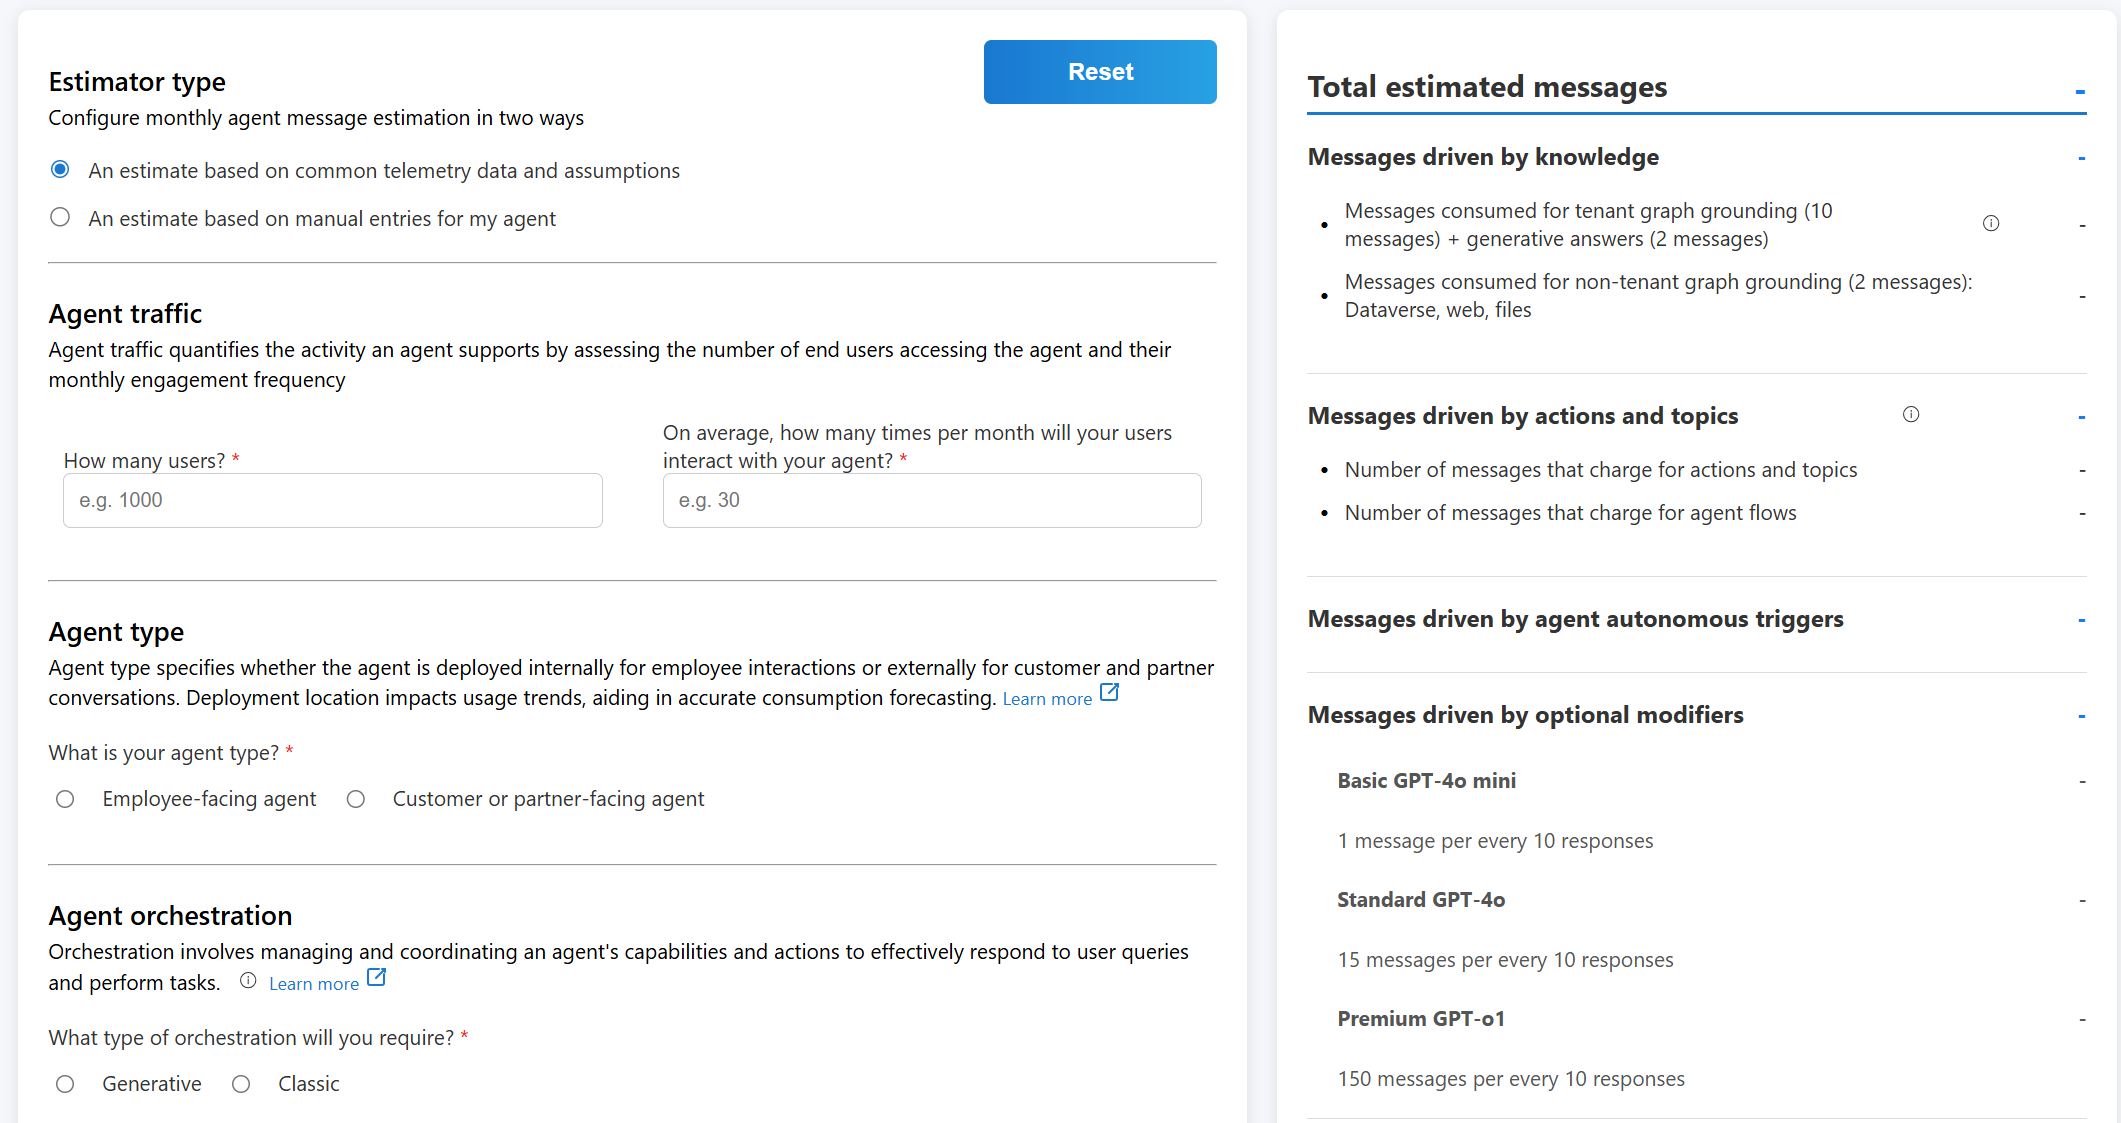 Estimator type
Reset
Configure monthly agent message estimation in two ways
An estimate based on common telemetry data and assumptions
An estimate based on manual entries for my agent
Agent traffic
Agent traffic quantifies the activity an agent supports by assessing the number of end users accessing the agent and their
monthly engagement frequency
How many users? *
e.g. 1000
On average, how many times per month will your users
interact with your agent? *
e.g. 30
Agent type
Agent type specifies whether the agent is deployed internally for employee interactions or externally for customer and partner
conversations. Deployment location impacts usage trends, aiding in accurate consumption forecasting. Learn more
What is your agent type? *
Employee-facing agent
Customer or partner-facing agent
Agent orchestration
Orchestration involves managing and coordinating an agent's capabilities and actions to effectively respond to user queries
and perform tasks. Learn more
What type of orchestration will you require? *
Generative
Classic
Total estimated messages -
Messages driven by knowledge -
• Messages consumed for tenant graph grounding (10
messages) + generative answers (2 messages) -
• Messages consumed for non-tenant graph grounding (2 messages):
Dataverse, web, files -
Messages driven by actions and topics -
• Number of messages that charge for actions and topics -
• Number of messages that charge for agent flows -
Messages driven by agent autonomous triggers -
Messages driven by optional modifiers -
Basic GPT-4o mini -
1 message per every 10 responses
Standard GPT-4o -
15 messages per every 10 responses
Premium GPT-o1 -
150 messages per every 10 responses